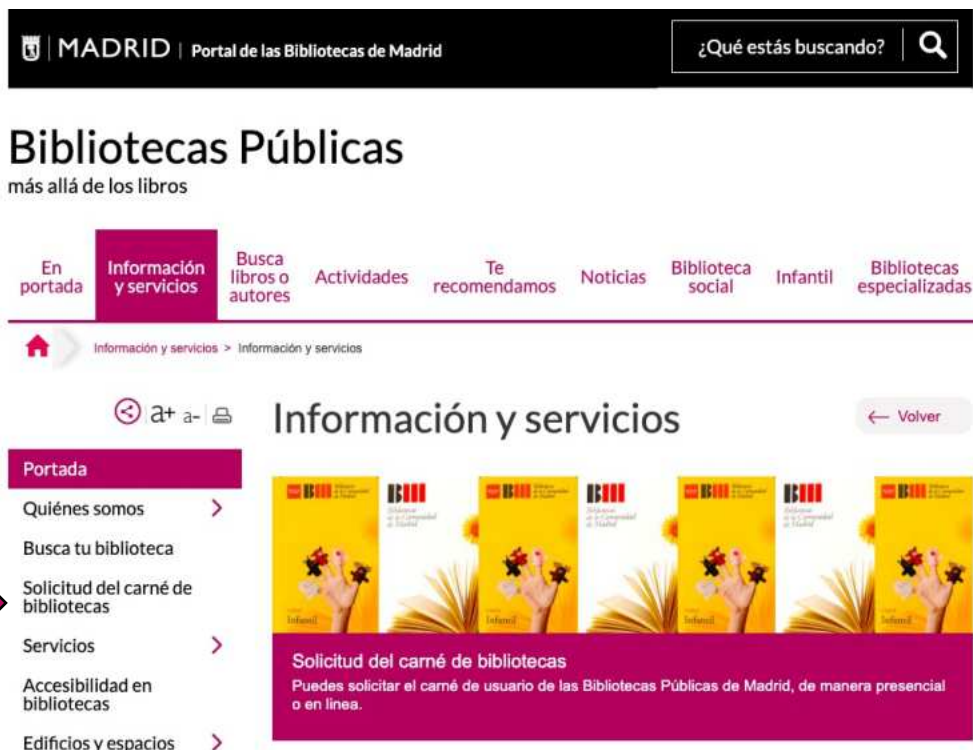 MADRID | Portal de las Bibliotecas de Madrid
¿Qué estás buscando?
Bibliotecas Públicas
más allá de los libros
En portada
Información y servicios
Busca libros o autores
Actividades
Te recomendamos
Noticias
Biblioteca social
Infantil
Bibliotecas especializadas
Información y servicios > Información y servicios
a+ a-
Información y servicios
← Volver
Portada
Quiénes somos
Busca tu biblioteca
Solicitud del carné de
bibliotecas
Servicios
Accesibilidad en
bibliotecas
Edificios y espacios
Infantil
Infantil
Infantil
Solicitud del carné de bibliotecas
Puedes solicitar el carné de usuario de las Bibliotecas Públicas de Madrid, de manera presencial
o en linea.